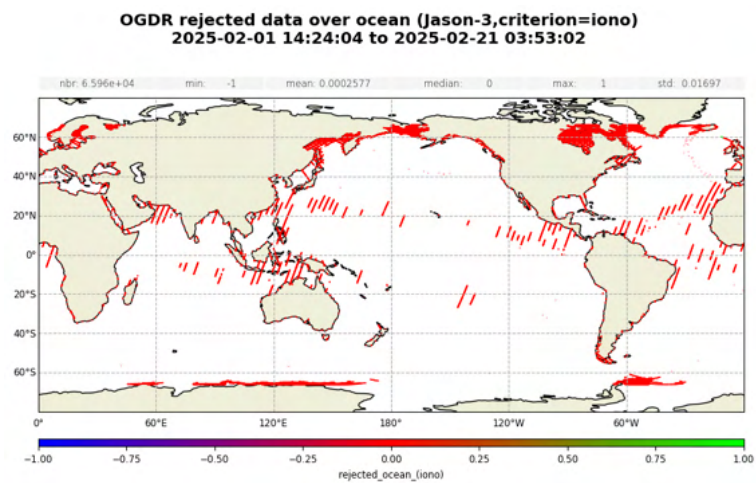 OGDR rejected data over ocean (Jason-3,criterion=iono)
2025-02-01 14:24:04 to 2025-02-21 03:53:02
nbr: 6.596e+04 min: -1 mean: 0.0002577 median: 0 max: 1 std: 0.01697
60°N
40°N
20°N
0°
20°S
40°S
60°S
0° 60°E 120°E 180° 120°W 60°W
−1.00 −0.75 −0.50 −0.25 0.00 0.25 0.50 0.75 1.00
rejected_ocean_(iono)